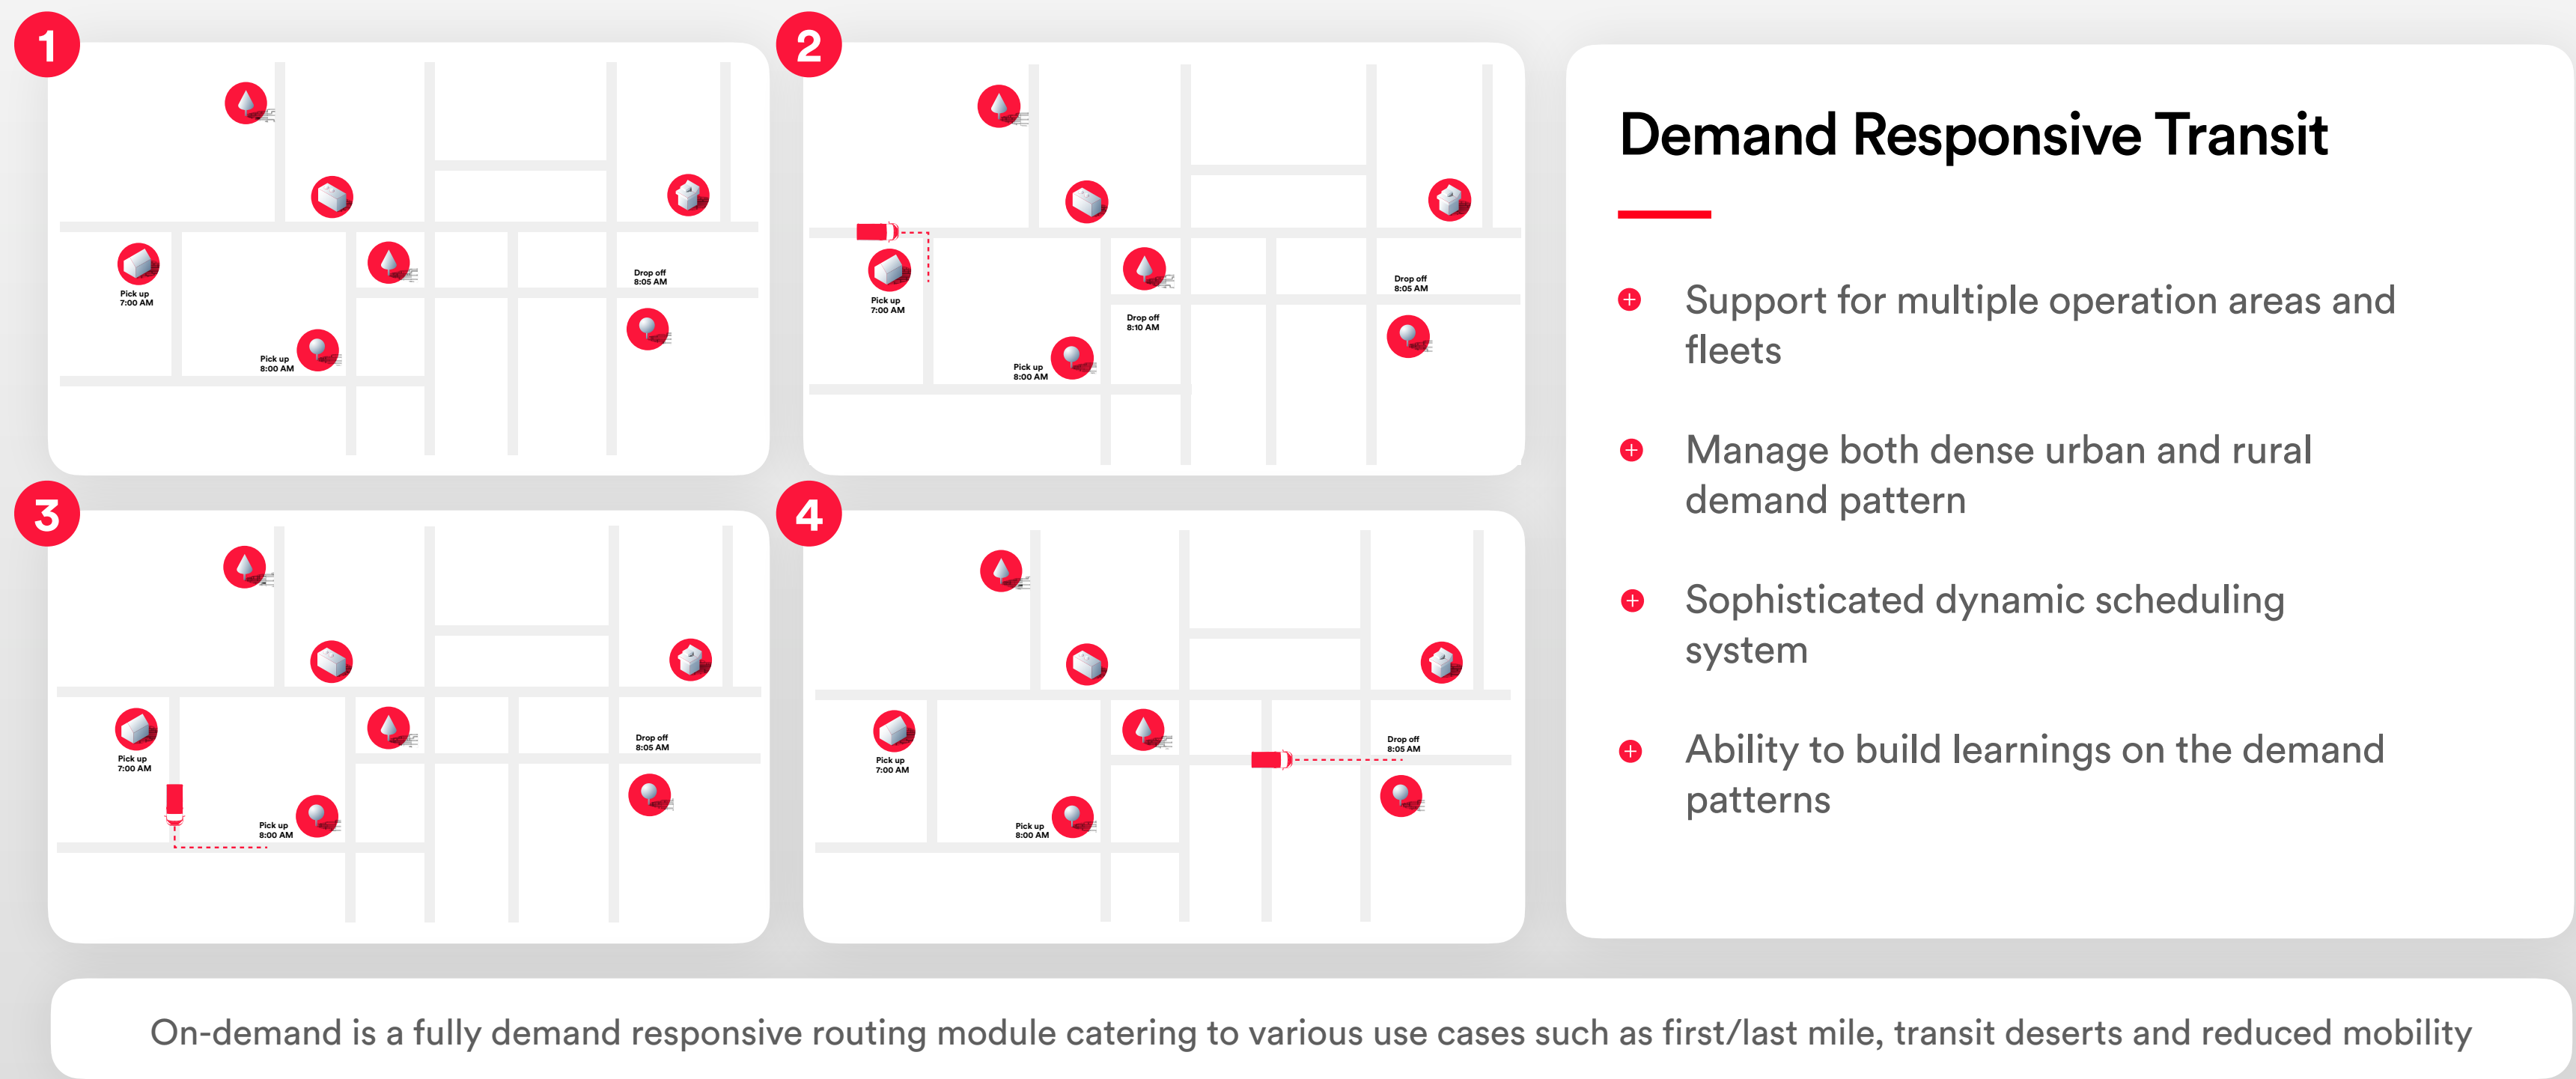 1
Pick up
7:00 AM
Pick up
8:00 AM
Drop off
8:05 AM
2
Pick up
7:00 AM
Pick up
8:00 AM
Drop off
8:10 AM
Drop off
8:05 AM
3
Pick up
7:00 AM
Pick up
8:00 AM
Drop off
8:05 AM
4
Pick up
7:00 AM
Pick up
8:00 AM
Drop off
8:05 AM
Demand Responsive Transit
Support for multiple operation areas and
fleets
Manage both dense urban and rural
demand pattern
Sophisticated dynamic scheduling
system
Ability to build learnings on the demand
patterns
On-demand is a fully demand responsive routing module catering to various use cases such as first/last mile, transit deserts and reduced mobility